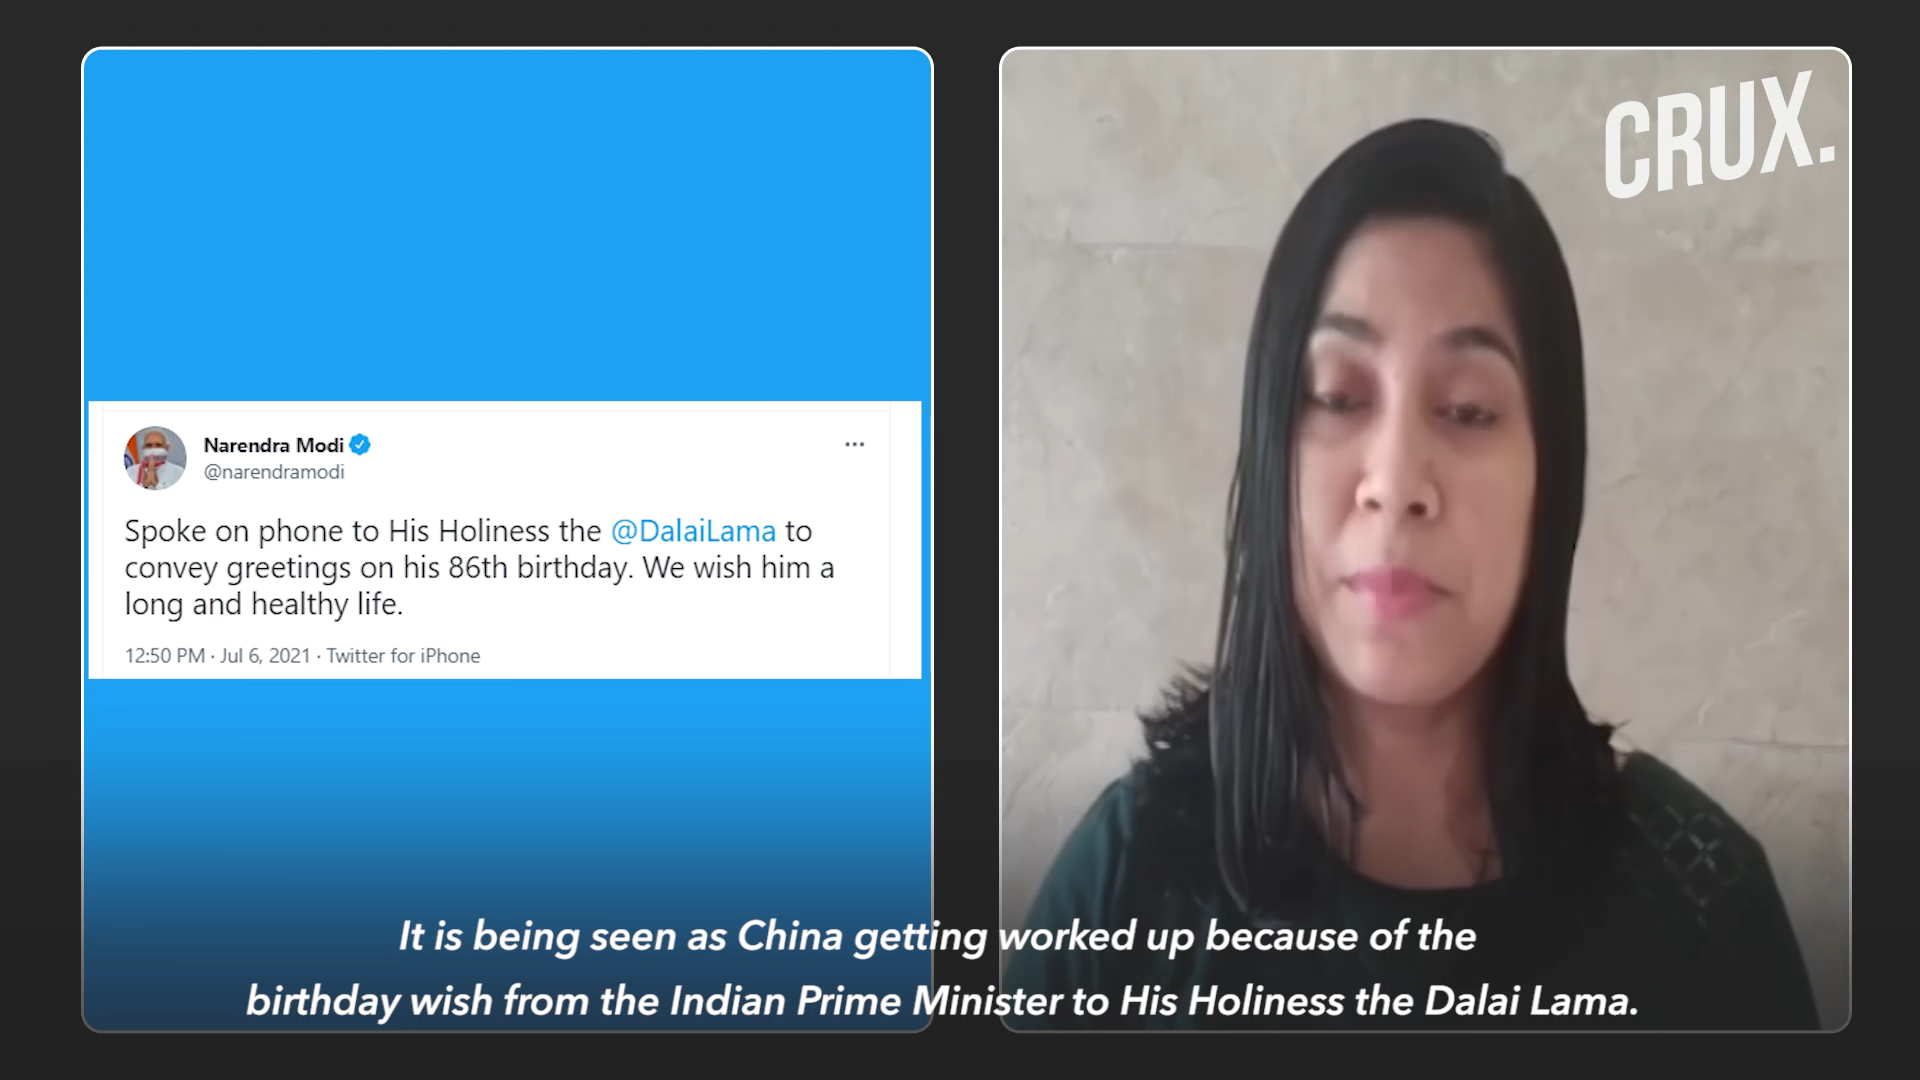 CRUX.
Narendra Modi
@narendramodi
Spoke on phone to His Holiness the @DalaiLama to
convey greetings on his 86th birthday. We wish him a
long and healthy life.
12:50 PM · Jul 6, 2021 · Twitter for iPhone
It is being seen as China getting worked up because of the
birthday wish from the Indian Prime Minister to His Holiness the Dalai Lama.